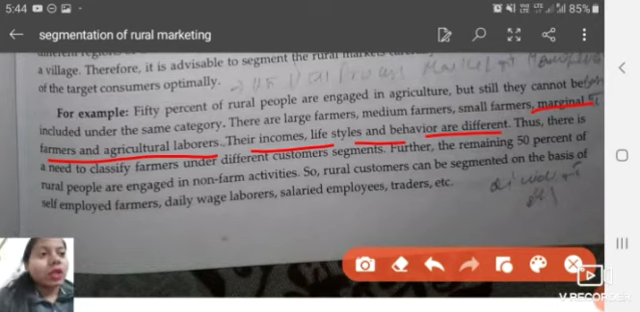 5:44
85%
segmentation of rural marketing
a village. Therefore, it is advisable to segment the rural
of the target consumers optimally.
For example: Fifty percent of rural people are engaged in agriculture, but still they cannot be
included under the same category. There are large farmers, medium farmers, small farmers, marginal
farmers and agricultural laborers. Their incomes, life styles and behavior are different. Thus, there is
a need to classify farmers under different customers segments. Further, the remaining 50 percent of
rural people are engaged in non-farm activities. So, rural customers can be segmented on the basis of
self employed farmers, daily wage laborers, salaried employees, traders, etc.
V RECORDER